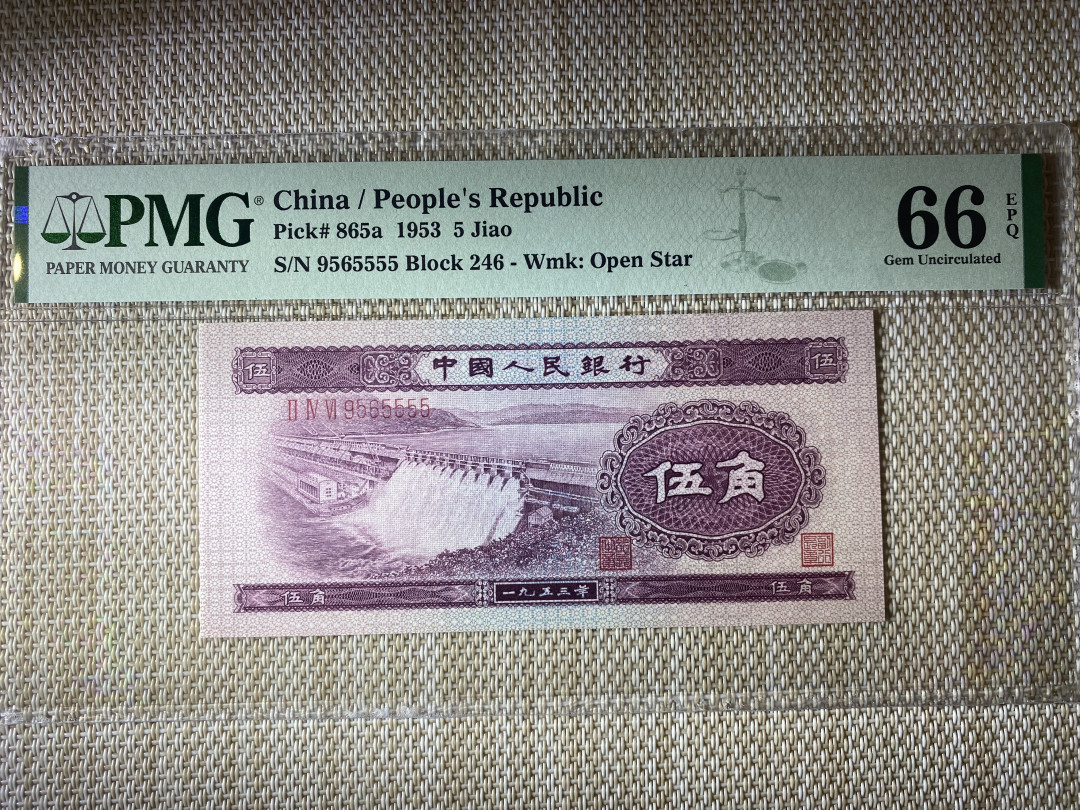 PMG®
PAPER MONEY GUARANTY
China / People's Republic
Pick# 865a 1953 5 Jiao
S/N 9565555 Block 246 - Wmk: Open Star
66
EPQ
Gem Uncirculated
伍 中國人民銀行 伍
II IV VI 9565555
伍角
伍角 一九五三年 伍角